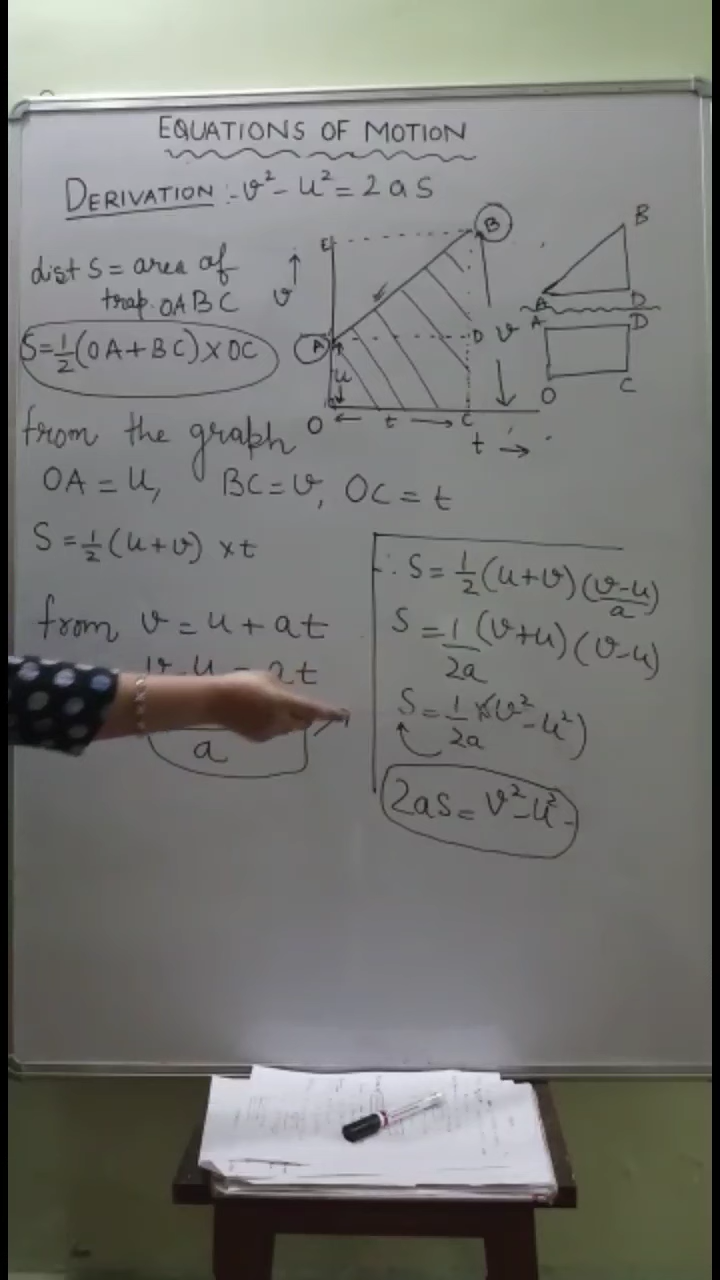 EQUATIONS OF MOTION
DERIVATION :- v² - u² = 2as
dist S = area of
trap. OABC
S = 1/2 (OA + BC) × OC
E
B
A
D
v
u
v
O
t
C
t →
B
A
D
A
D
O
C
from the graph
OA = u, BC = v, OC = t
S = 1/2 (u+v) × t
from v = u + at
v-u = at
a
∴ S = 1/2 (u+v) (v-u)/a
S = 1/2a (v+u) (v-u)
S = 1/2a (v² - u²)
2as = v² - u²